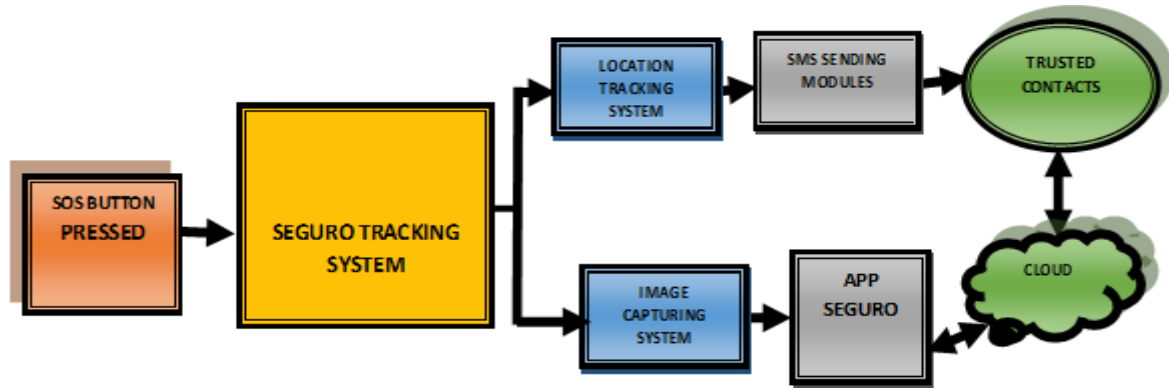 SOS BUTTON
PRESSED
SEGURO TRACKING
SYSTEM
LOCATION
TRACKING
SYSTEM
SMS SENDING
MODULES
TRUSTED
CONTACTS
IMAGE
CAPTURING
SYSTEM
APP
SEGURO
CLOUD